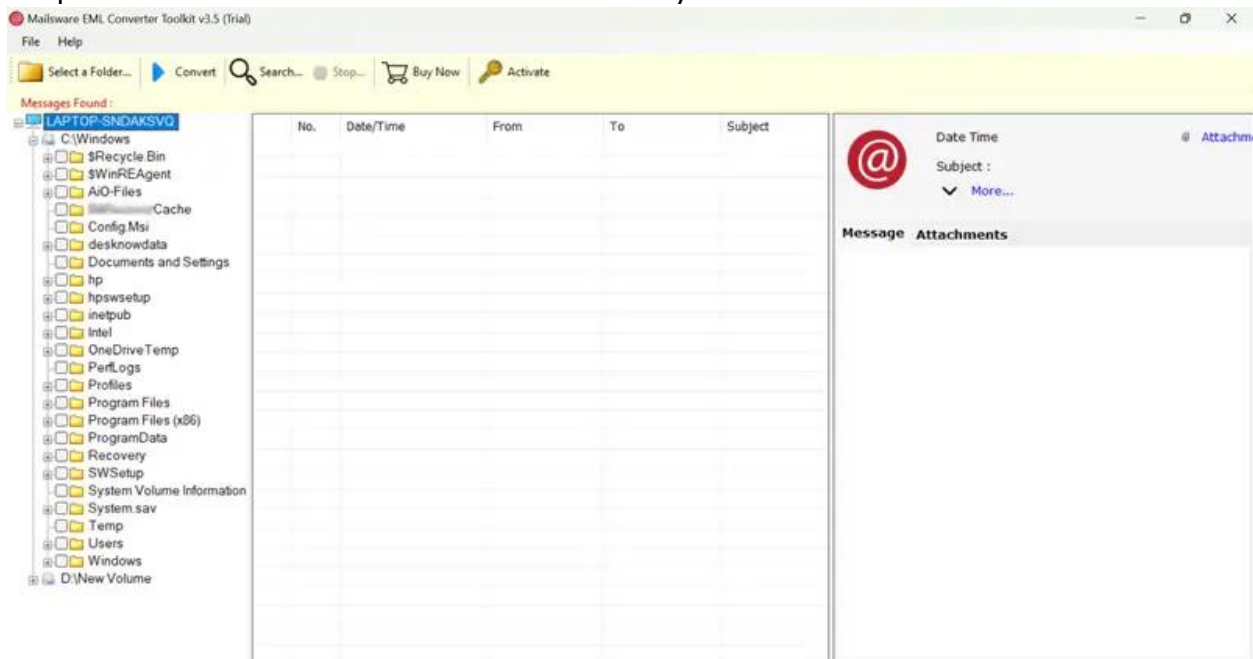 Mailsware EML Converter Toolkit v3.5 (Trial)
File Help
Select a Folder... Convert Search... Stop... Buy Now Activate
Messages Found :
LAPTOP-SNDAKSVQ
C:\Windows
$Recycle.Bin
$WinREAgent
AiO-Files
Cache
Config.Msi
desknowdata
Documents and Settings
hp
hpswsetup
inetpub
Intel
OneDriveTemp
PerfLogs
Profiles
Program Files
Program Files (x86)
ProgramData
Recovery
SWSetup
System Volume Information
System.sav
Temp
Users
Windows
D:\New Volume
No. Date/Time From To Subject
Date Time Attachm
Subject :
More...
Message Attachments